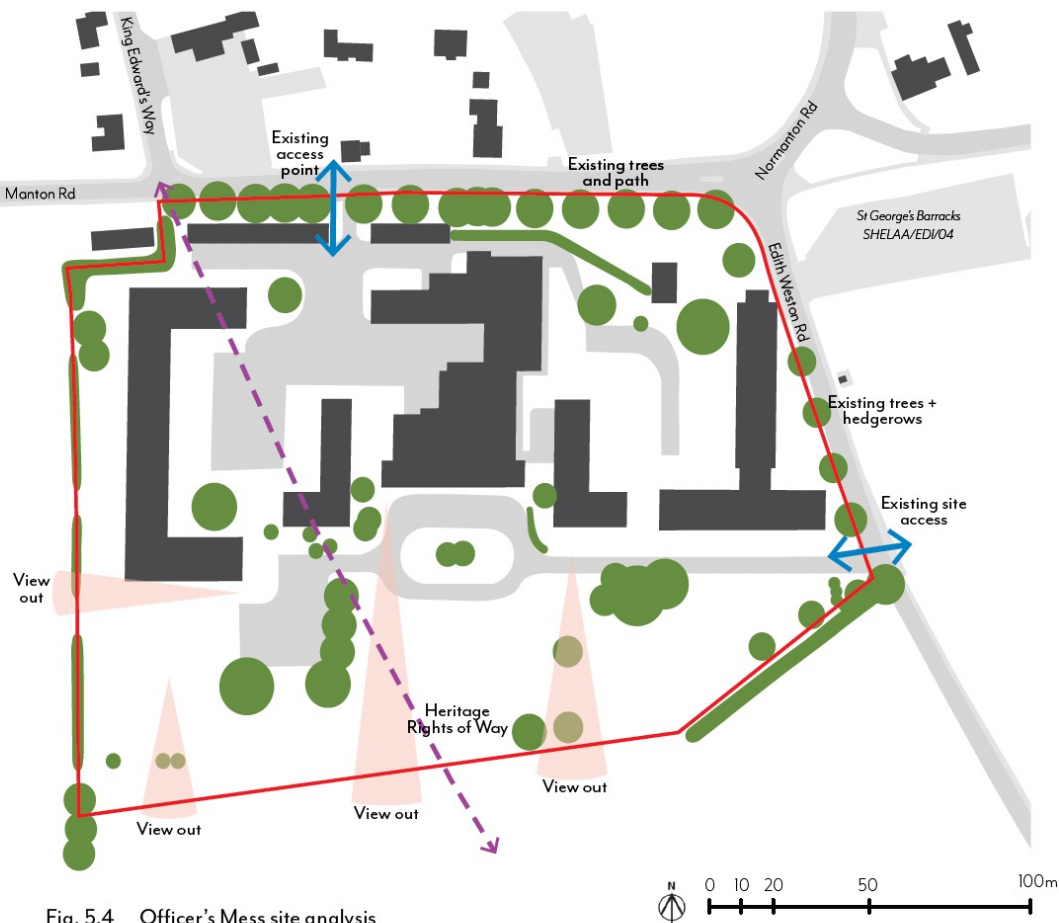 King Edward's Way
Existing
access
point
Existing trees
and path
Normanton Rd
Manton Rd
St George's Barracks
SHELAA/EDI/04
Edith Weston Rd
Existing trees +
hedgerows
Existing site
access
View
out
Heritage
Rights of Way
View out
View out
View out
N
0 10 20 50 100m
Fig. 5.4 Officer's Mess site analysis